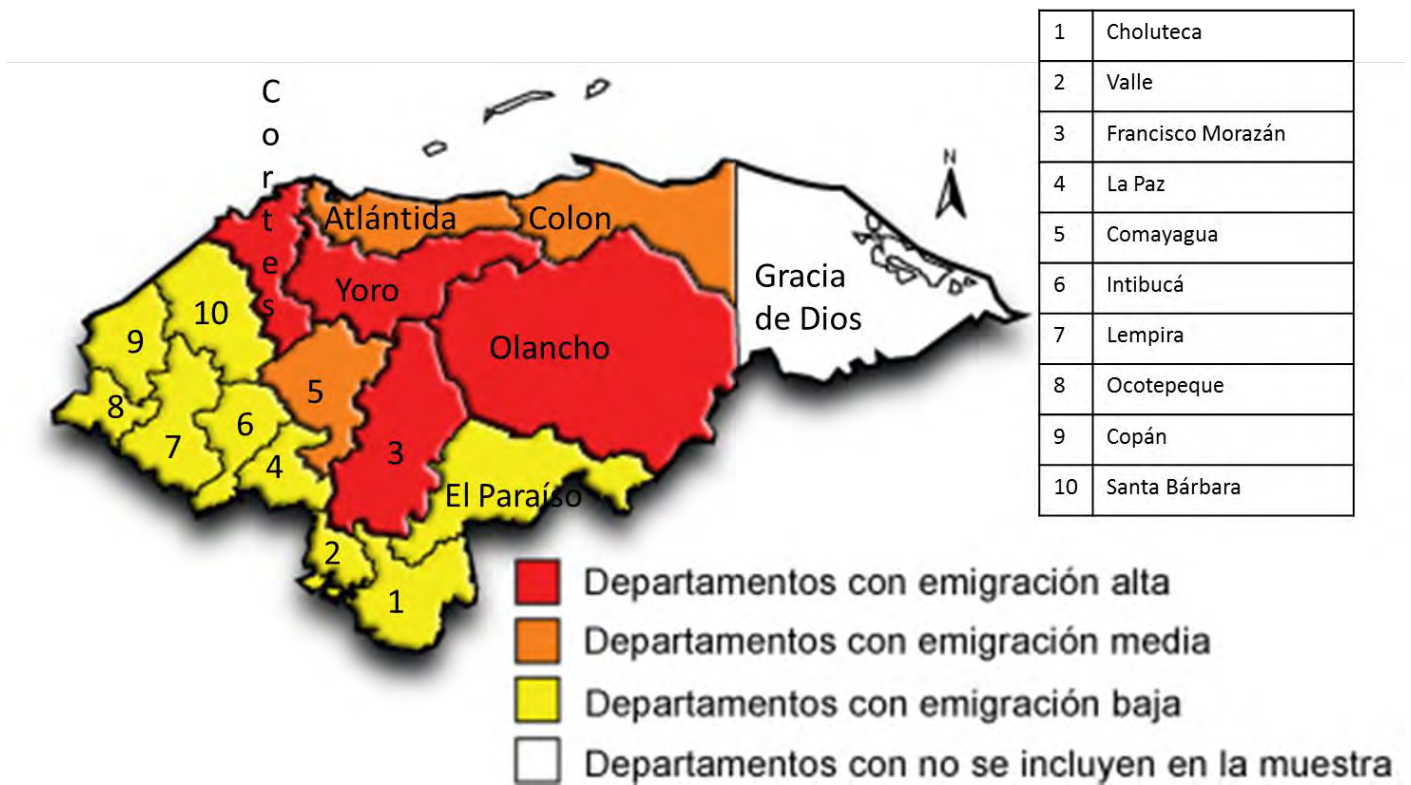 1 Choluteca
2 Valle
3 Francisco Morazán
4 La Paz
5 Comayagua
6 Intibucá
7 Lempira
8 Ocotepeque
9 Copán
10 Santa Bárbara
Cortes
N
Atlántida
Colon
Yoro
Gracia
de Dios
Olancho
10
9
5
8
6
7
4
3
El Paraíso
2
1
Departamentos con emigración alta
Departamentos con emigración media
Departamentos con emigración baja
Departamentos con no se incluyen en la muestra